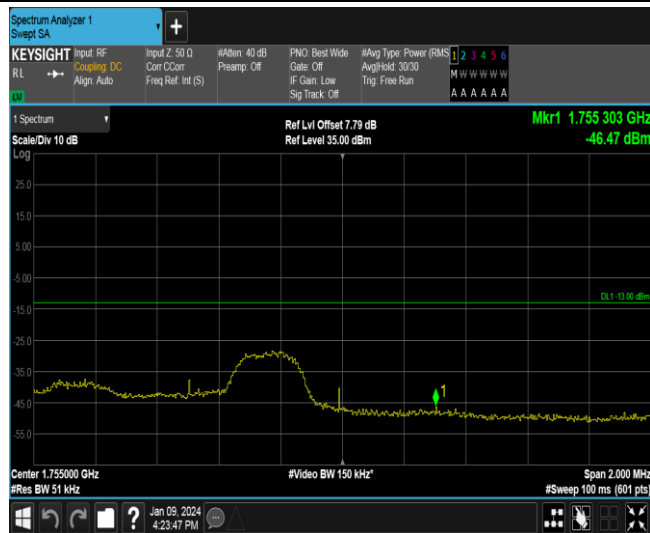 Spectrum Analyzer 1
Swept SA
+
KEYSIGHT
RL
LXI
Input: RF
Coupling: DC
Align: Auto
Input Z: 50 Ω
Corr CCorr
Freq Ref: Int (S)
#Atten: 40 dB
Preamp: Off
PNO: Best Wide
Gate: Off
IF Gain: Low
Sig Track: Off
#Avg Type: Power (RMS
Avg|Hold: 30/30
Trig: Free Run
1 2 3 4 5 6
M W W W W W
A A A A A A
1 Spectrum
Scale/Div 10 dB
Log
Ref Lvl Offset 7.79 dB
Ref Level 35.00 dBm
Mkr1 1.755 303 GHz
-46.47 dBm
25.0
15.0
5.00
-5.00
DL1 -13.00 dBm
-15.0
-25.0
-35.0
-45.0
1
-55.0
Center 1.755000 GHz
#Res BW 51 kHz
#Video BW 150 kHz*
Span 2.000 MHz
#Sweep 100 ms (601 pts)
?
Jan 09, 2024
4:23:47 PM